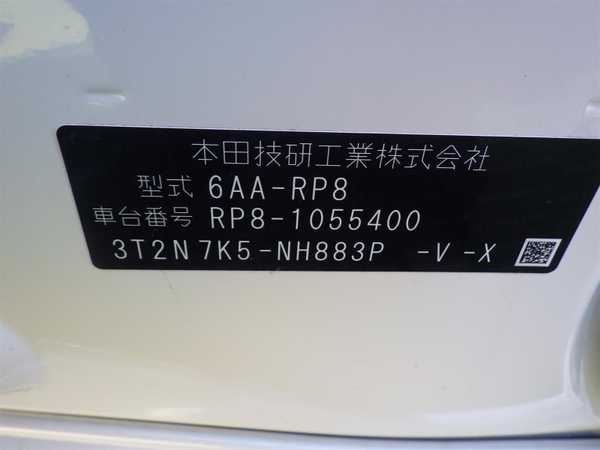 本田技研工業株式会社
型式 6AA-RP8
車台番号 RP8-1055400
3T2N7K5-NH883P -V -X